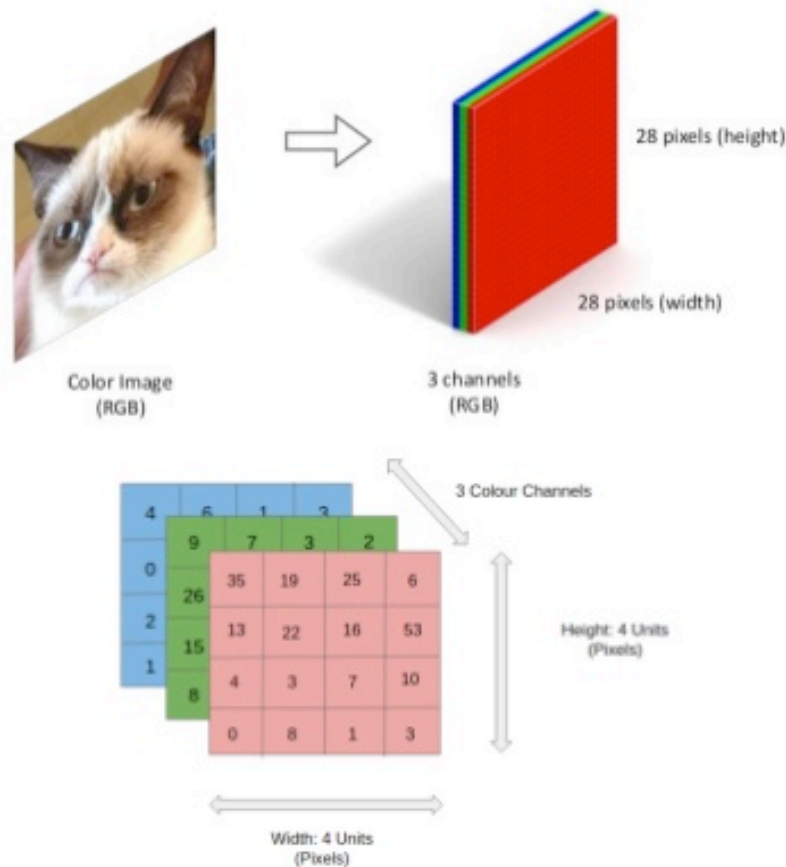 28 pixels (height)
28 pixels (width)
Color Image
(RGB)
3 channels
(RGB)
3 Colour Channels
4 6 1 3
0
2
1
9 7 3 2
26
15
8
35 19 25 6
13 22 16 53
4 3 7 10
0 8 1 3
Height: 4 Units
(Pixels)
Width: 4 Units
(Pixels)